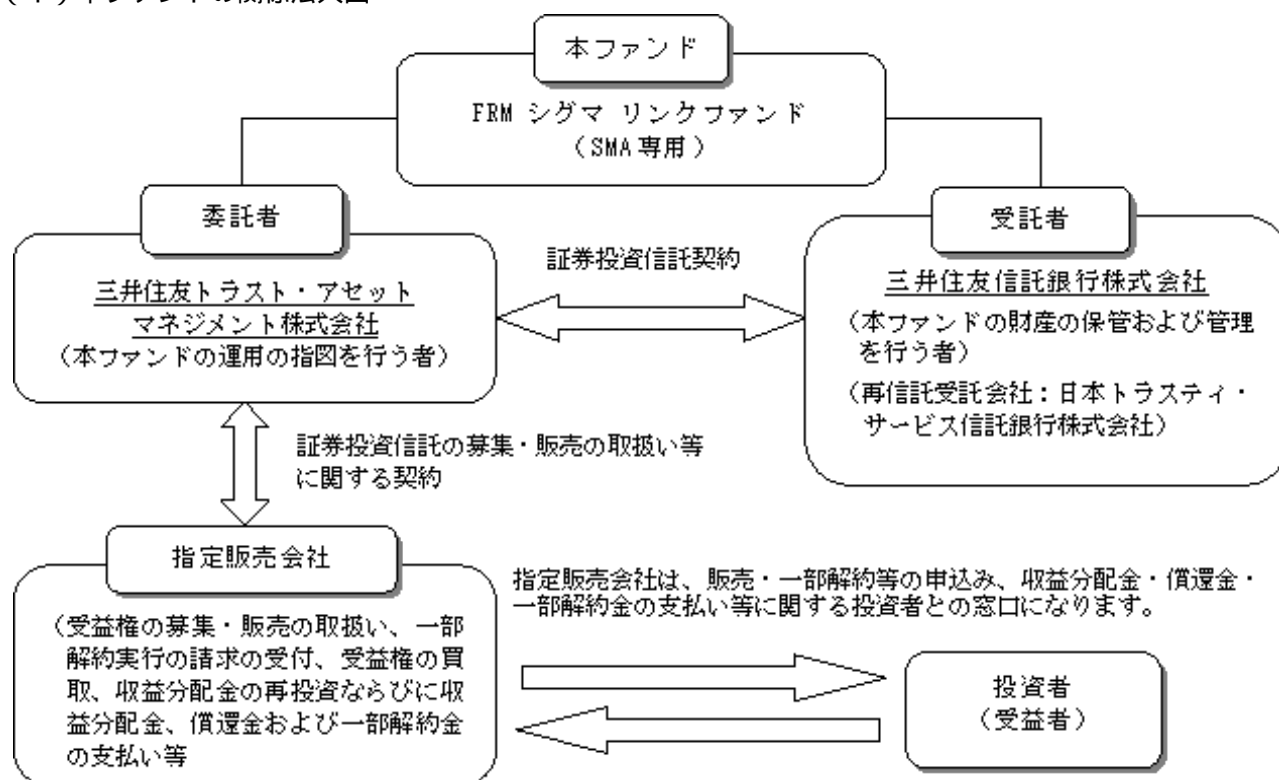 本ファンド
FRM シグマ リンクファンド
（SMA専用）
委託者
三井住友トラスト・アセット
マネジメント株式会社
（本ファンドの運用の指図を行う者）
証券投資信託契約
受託者
三井住友信託銀行株式会社
（本ファンドの財産の保管および管理
を行う者）
（再信託受託会社：日本トラスティ・
サービス信託銀行株式会社）
証券投資信託の募集・販売の取扱い等
に関する契約
指定販売会社
（受益権の募集・販売の取扱い、一部
解約実行の請求の受付、受益権の買
取、収益分配金の再投資ならびに収
益分配金、償還金および一部解約金
の支払い等
指定販売会社は、販売・一部解約等の申込み、収益分配金・償還金・
一部解約金の支払い等に関する投資者との窓口になります。
投資者
（受益者）